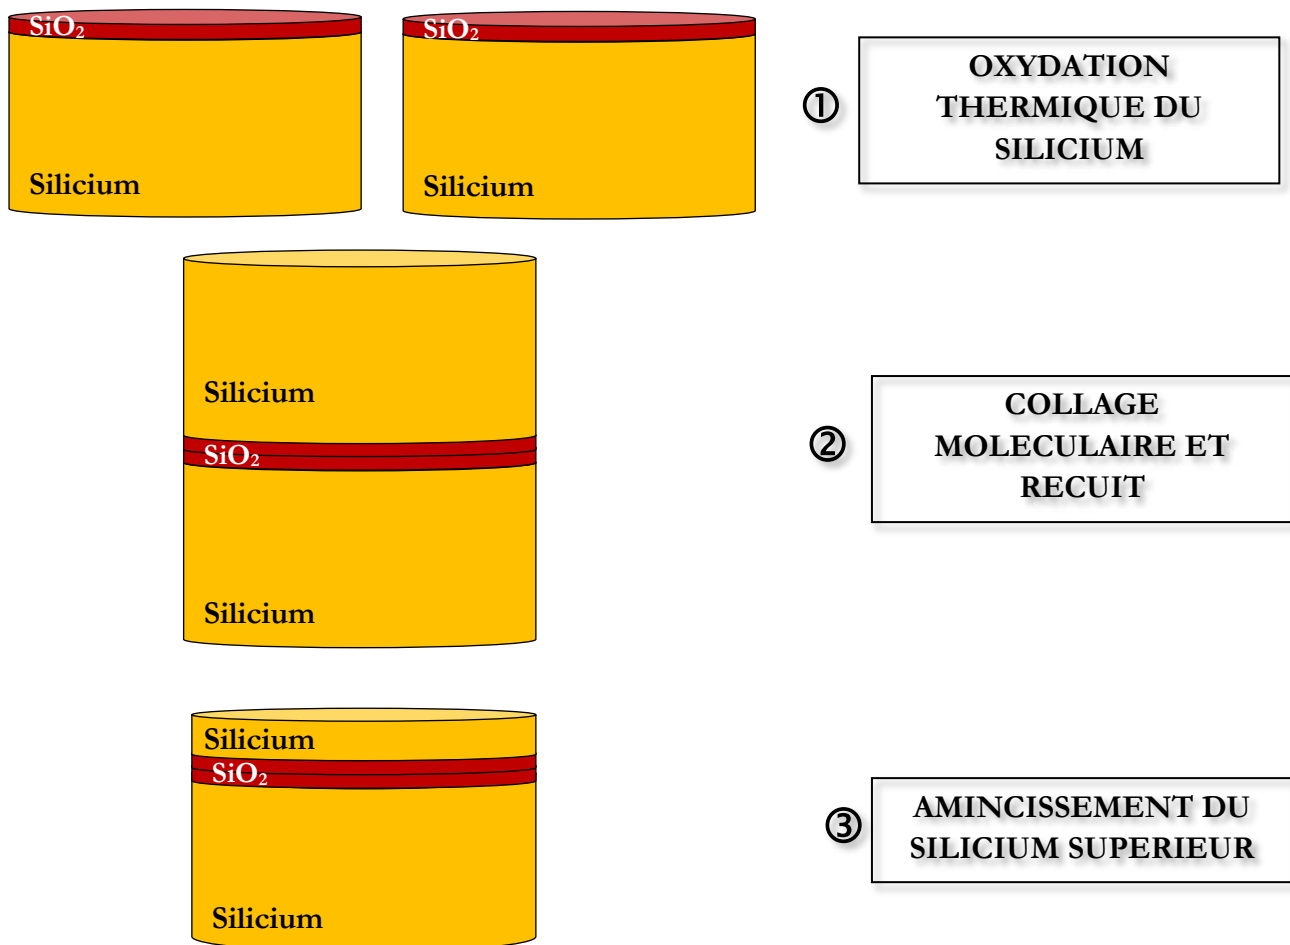 SiO₂
Silicium
SiO₂
Silicium
①
OXYDATION
THERMIQUE DU
SILICIUM
Silicium
SiO₂
Silicium
②
COLLAGE
MOLECULAIRE ET
RECUIT
Silicium
SiO₂
Silicium
③
AMINCISSEMENT DU
SILICIUM SUPERIEUR